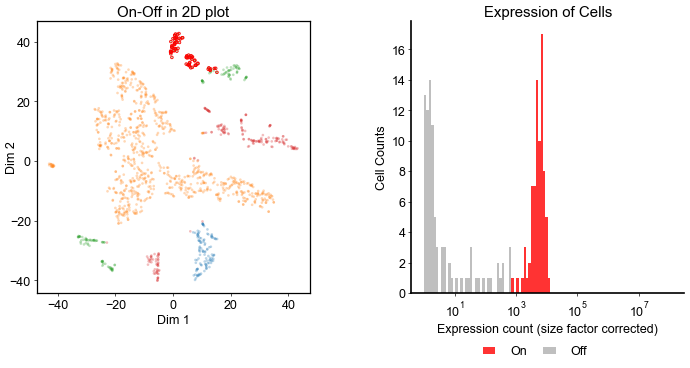 On-Off in 2D plot
Expression of Cells
40
20
0
−20
−40
Dim 2
−40 −20 0 20 40
Dim 1
16
14
12
10
8
6
4
2
0
Cell Counts
10^1 10^3 10^5 10^7
Expression count (size factor corrected)
On Off